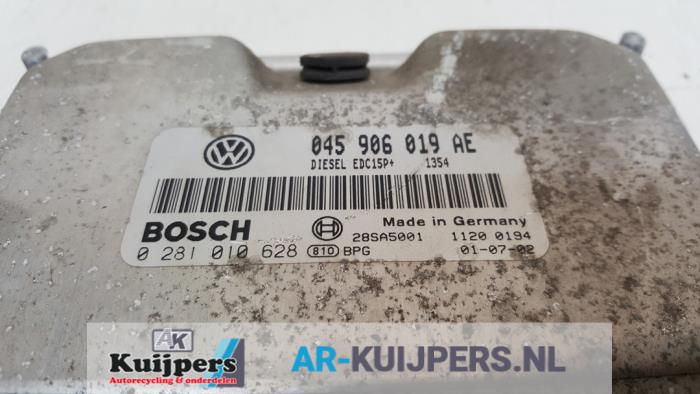 045 906 019 AE
DIESEL EDC15P+ 1354
BOSCH
Made in Germany
28SA5001 1120 0194
0 281 010 628 810 BPG 01-07-02
AK
Kuijpers
Autorecycling & onderdelen
AR-KUIJPERS.NL